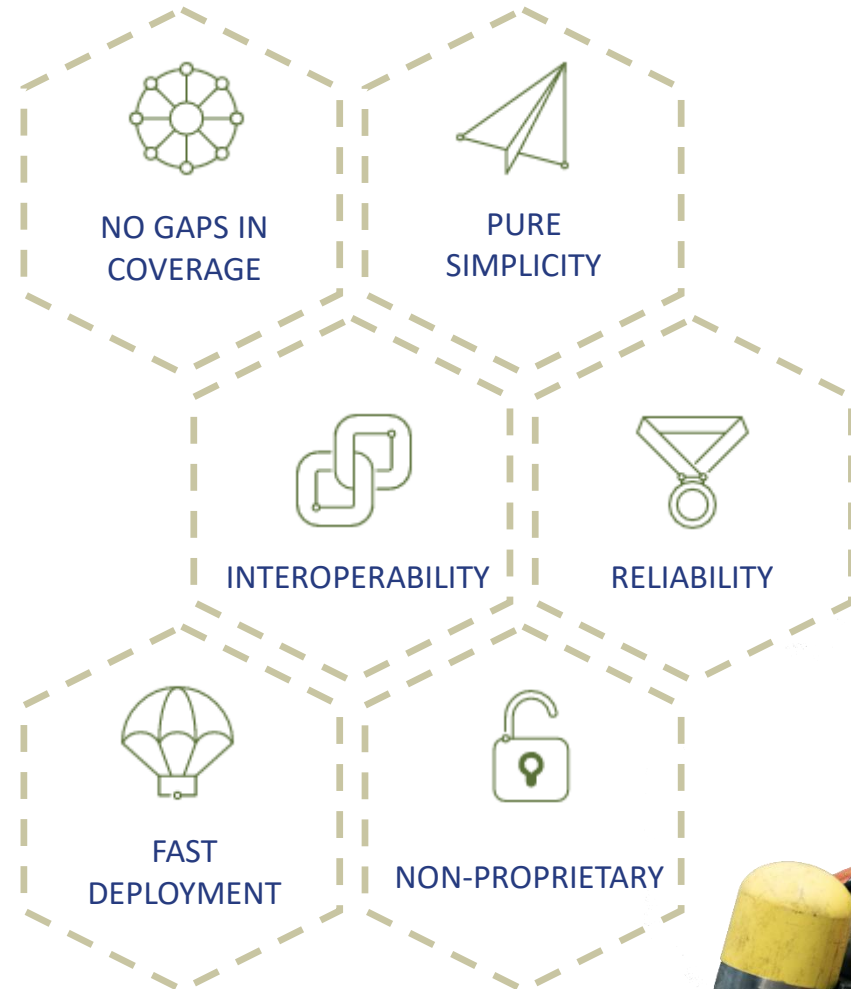 NO GAPS IN
COVERAGE
PURE
SIMPLICITY
INTEROPERABILITY
RELIABILITY
FAST
DEPLOYMENT
NON-PROPRIETARY